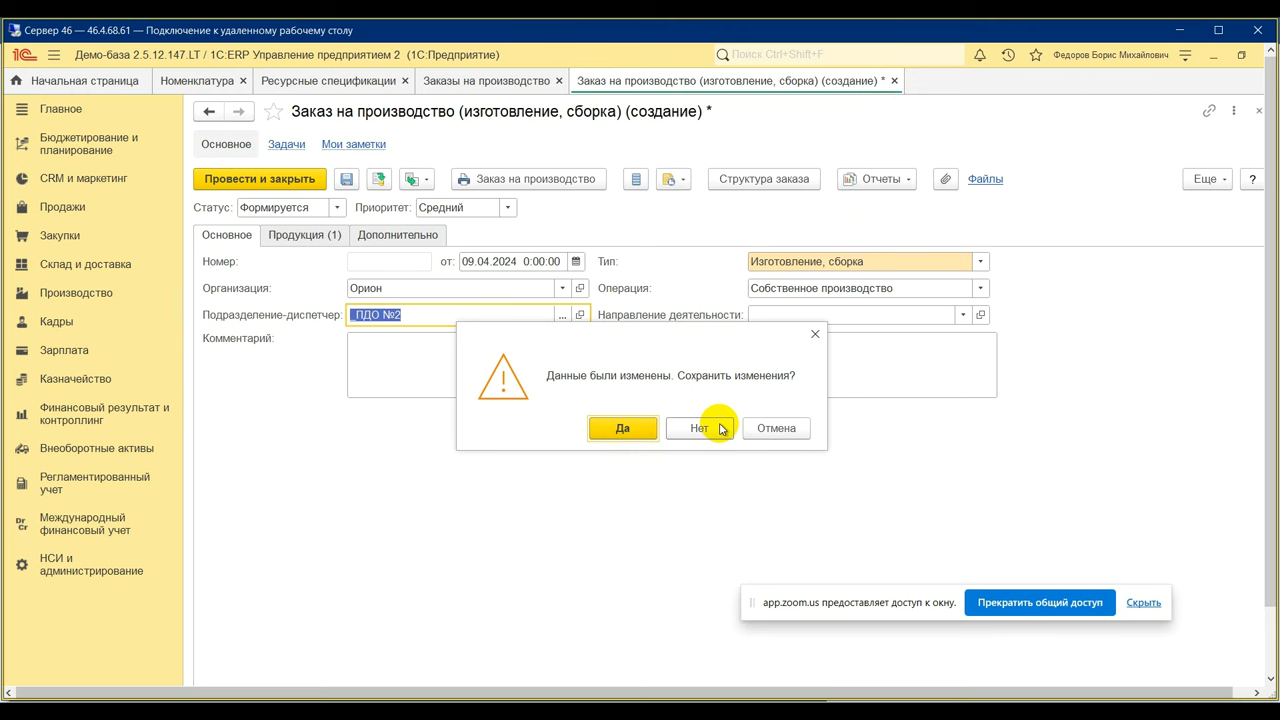 Сервер 46 — 46.4.68.61 — Подключение к удаленному рабочему столу
Демо-база 2.5.12.147.LT / 1С:ERP Управление предприятием 2 (1С:Предприятие)
Поиск Ctrl+Shift+F
Федоров Борис Михайлович
Начальная страница
Номенклатура ×
Ресурсные спецификации ×
Заказы на производство ×
Заказ на производство (изготовление, сборка) (создание) * ×
Главное
Бюджетирование и
планирование
CRM и маркетинг
Продажи
Закупки
Склад и доставка
Производство
Кадры
Зарплата
Казначейство
Финансовый результат и
контроллинг
Внеоборотные активы
Регламентированный
учет
Международный
финансовый учет
НСИ и
администрирование
Заказ на производство (изготовление, сборка) (создание) *
Основное Задачи Мои заметки
Провести и закрыть Заказ на производство Структура заказа Отчеты Файлы Еще ?
Статус: Формируется Приоритет: Средний
Основное Продукция (1) Дополнительно
Номер: от: 09.04.2024 0:00:00 Тип: Изготовление, сборка
Организация: Орион Операция: Собственное производство
Подразделение-диспетчер: _ПДО №2 ... Направление деятельности:
Комментарий:
Данные были изменены. Сохранить изменения?
Да Нет Отмена
app.zoom.us предоставляет доступ к окну. Прекратить общий доступ Скрыть